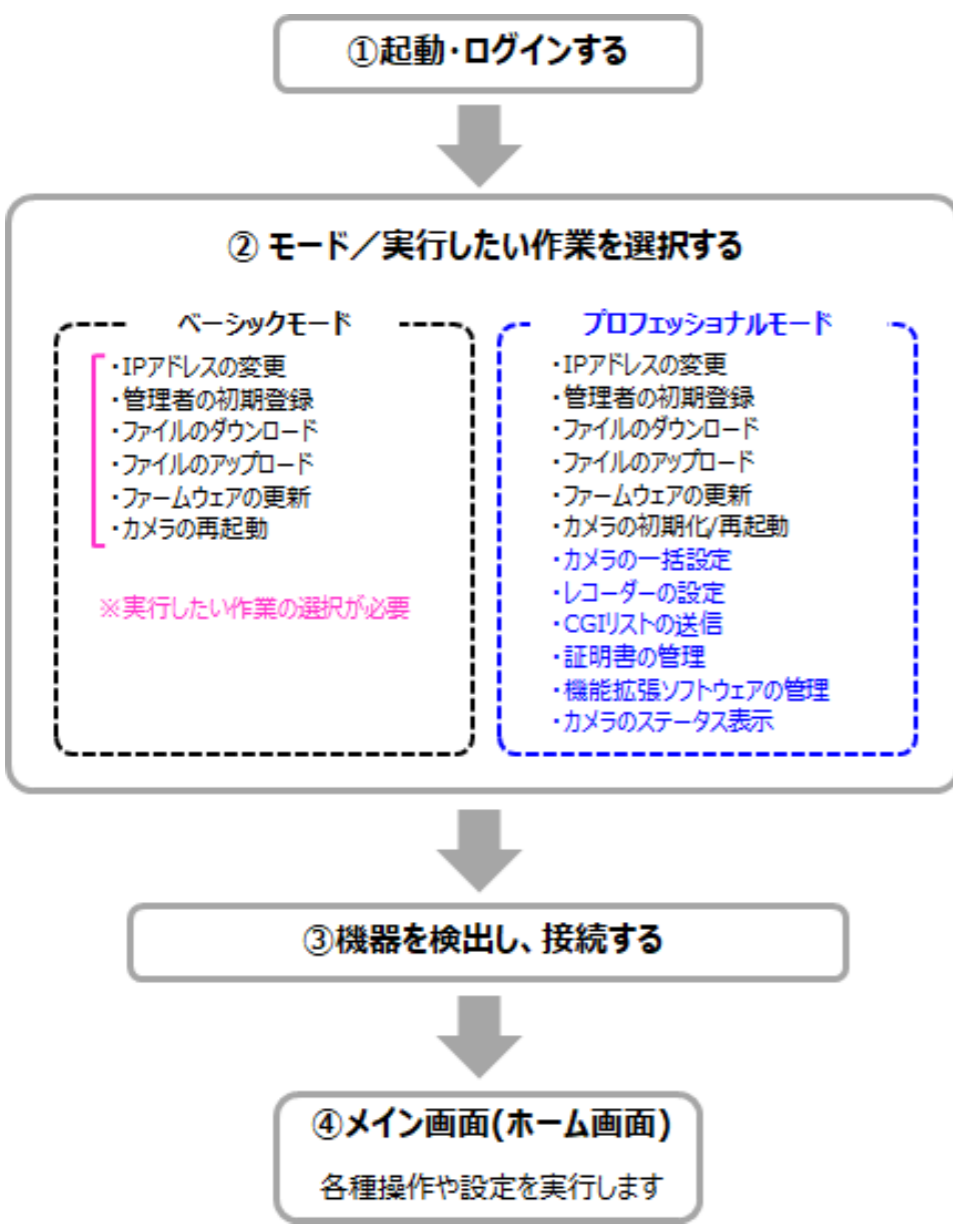 ①起動・ログインする
② モード／実行したい作業を選択する
ベーシックモード
・IPアドレスの変更
・管理者の初期登録
・ファイルのダウンロード
・ファイルのアップロード
・ファームウェアの更新
・カメラの再起動
※実行したい作業の選択が必要
プロフェッショナルモード
・IPアドレスの変更
・管理者の初期登録
・ファイルのダウンロード
・ファイルのアップロード
・ファームウェアの更新
・カメラの初期化/再起動
・カメラの一括設定
・レコーダーの設定
・CGIリストの送信
・証明書の管理
・機能拡張ソフトウェアの管理
・カメラのステータス表示
③機器を検出し、接続する
④メイン画面(ホーム画面)
各種操作や設定を実行します